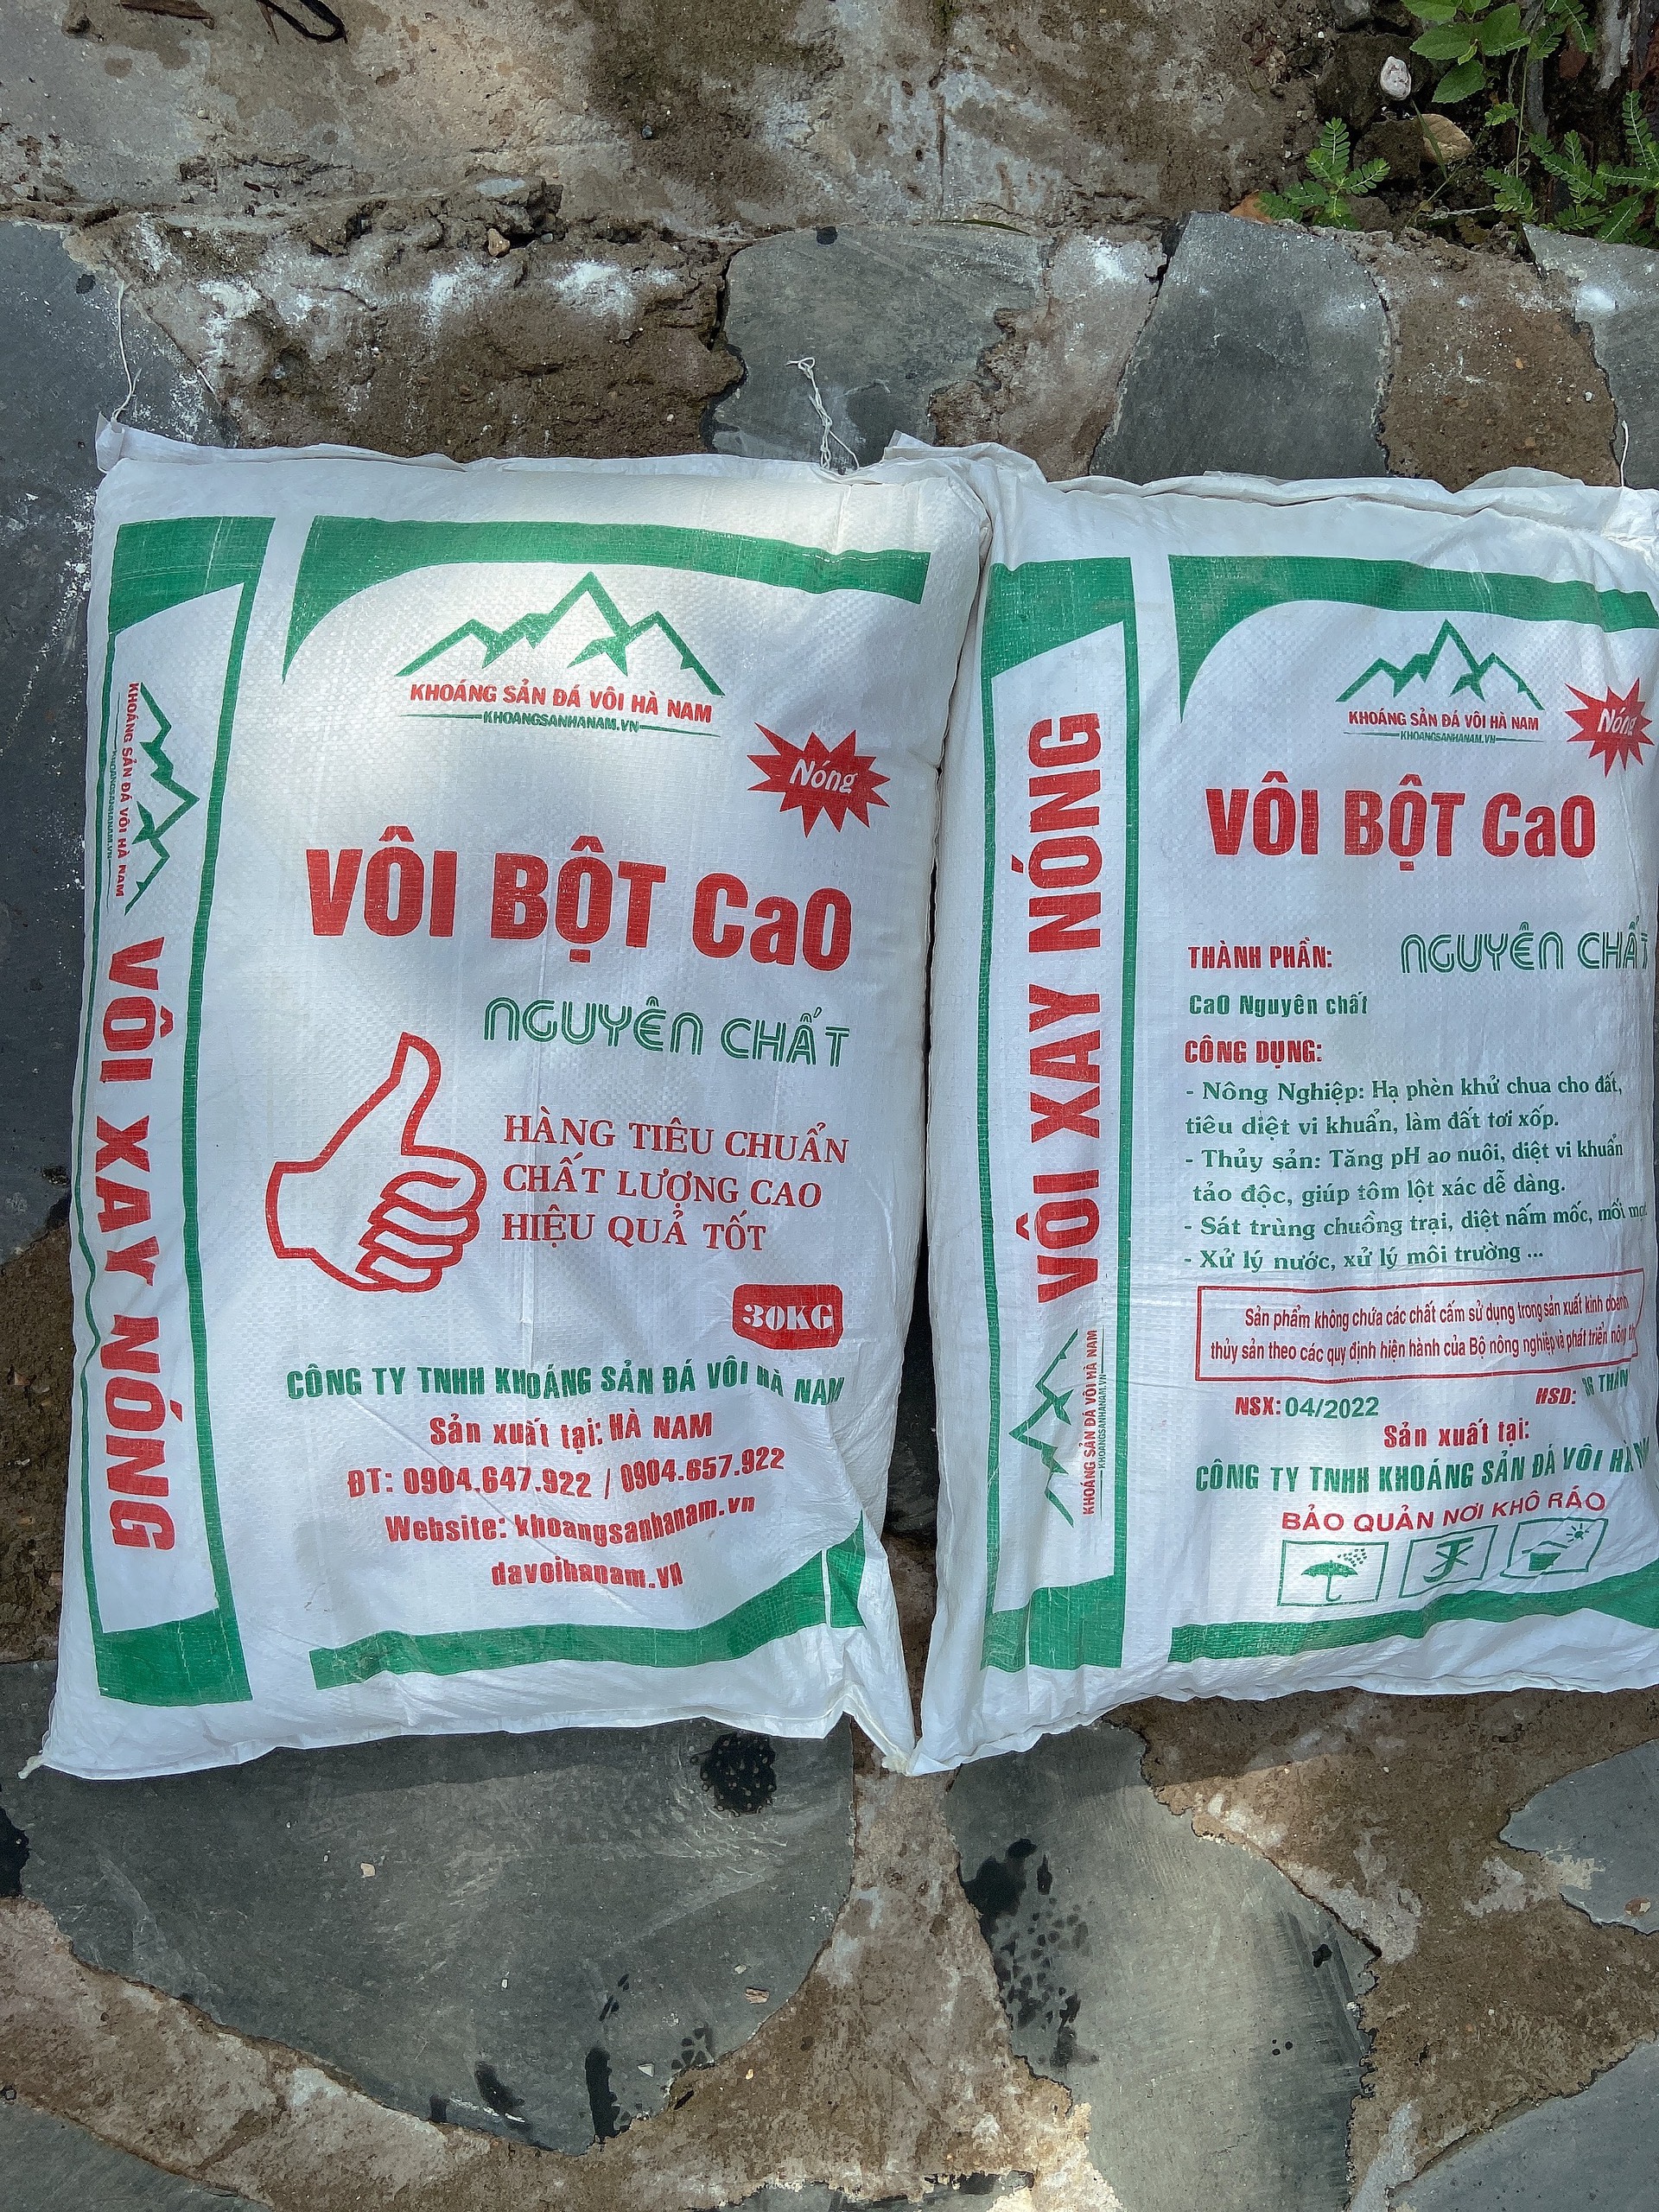 KHOÁNG SẢN ĐÁ VÔI HÀ NAM
KHOANGSANHANAM.VN
VÔI XAY NÓNG
KHOÁNG SẢN ĐÁ VÔI HÀ NAM
KHOANGSANHANAM.VN
Nóng
VÔI BỘT CaO
NGUYÊN CHẤT
HÀNG TIÊU CHUẨN
CHẤT LƯỢNG CAO
HIỆU QUẢ TỐT
30KG
CÔNG TY TNHH KHOÁNG SẢN ĐÁ VÔI HÀ NAM
Sản xuất tại: HÀ NAM
ĐT: 0904.647.922 / 0904.657.922
Website: khoangsanhanam.vn
davoihanam.vn
VÔI XAY NÓNG
KHOÁNG SẢN ĐÁ VÔI HÀ NAM
KHOANGSANHANAM.VN
KHOÁNG SẢN ĐÁ VÔI HÀ NAM
KHOANGSANHANAM.VN
Nóng
VÔI BỘT CaO
NGUYÊN CHẤT
THÀNH PHẦN:
CaO Nguyên chất
CÔNG DỤNG:
- Nông Nghiệp: Hạ phèn khử chua cho đất,
tiêu diệt vi khuẩn, làm đất tơi xốp.
- Thủy sản: Tăng pH ao nuôi, diệt vi khuẩn
tảo độc, giúp tôm lột xác dễ dàng.
- Sát trùng chuồng trại, diệt nấm mốc, mối mọt
- Xử lý nước, xử lý môi trường ...
Sản phẩm không chứa các chất cấm sử dụng trong sản xuất kinh doanh
thủy sản theo các quy định hiện hành của Bộ nông nghiệp và phát triển nông
NSX: 04/2022
HSD:
Sản xuất tại:
CÔNG TY TNHH KHOÁNG SẢN ĐÁ VÔI HÀ
BẢO QUẢN NƠI KHÔ RÁO